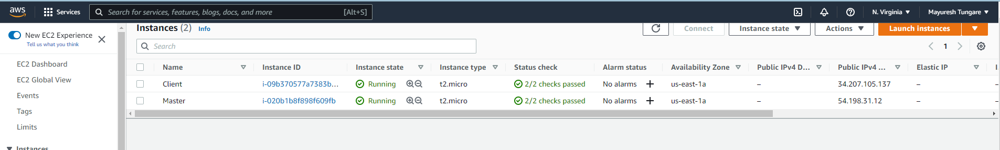 aws Services Search for services, features, blogs, docs, and more [Alt+S] N. Virginia Mayuresh Tungare
New EC2 Experience
Tell us what you think
EC2 Dashboard
EC2 Global View
Events
Tags
Limits
Instances
Instances (2) Info Connect Instance state Actions Launch instances
Search 1
Name Instance ID Instance state Instance type Status check Alarm status Availability Zone Public IPv4 D... Public IPv4 ... Elastic IP
Client i-09b370577a7383b... Running t2.micro 2/2 checks passed No alarms + us-east-1a – 34.207.105.137 –
Master i-020b1b8f898f609fb Running t2.micro 2/2 checks passed No alarms + us-east-1a – 54.198.31.12 –